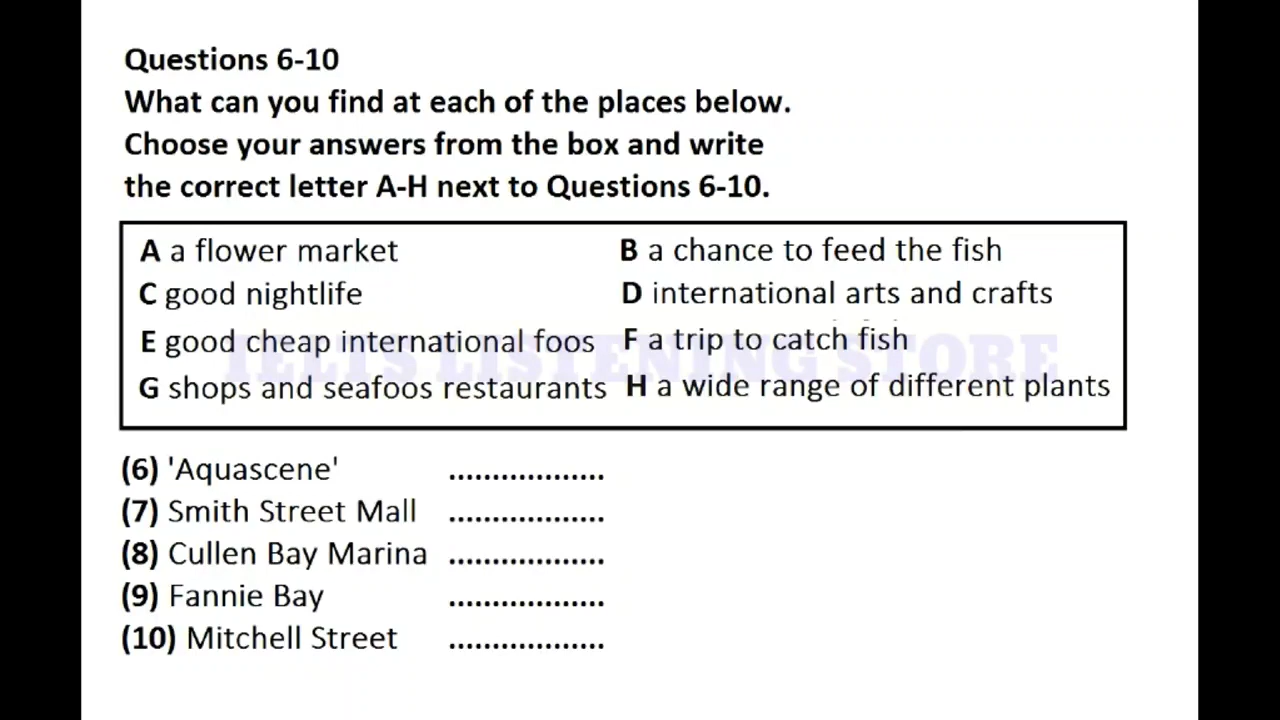 Questions 6-10
What can you find at each of the places below.
Choose your answers from the box and write
the correct letter A-H next to Questions 6-10.
A a flower market B a chance to feed the fish
C good nightlife D international arts and crafts
E good cheap international foos F a trip to catch fish
IELTS LISTENING STORE
G shops and seafoos restaurants H a wide range of different plants
(6) 'Aquascene' ..................
(7) Smith Street Mall ..................
(8) Cullen Bay Marina ..................
(9) Fannie Bay ..................
(10) Mitchell Street ..................